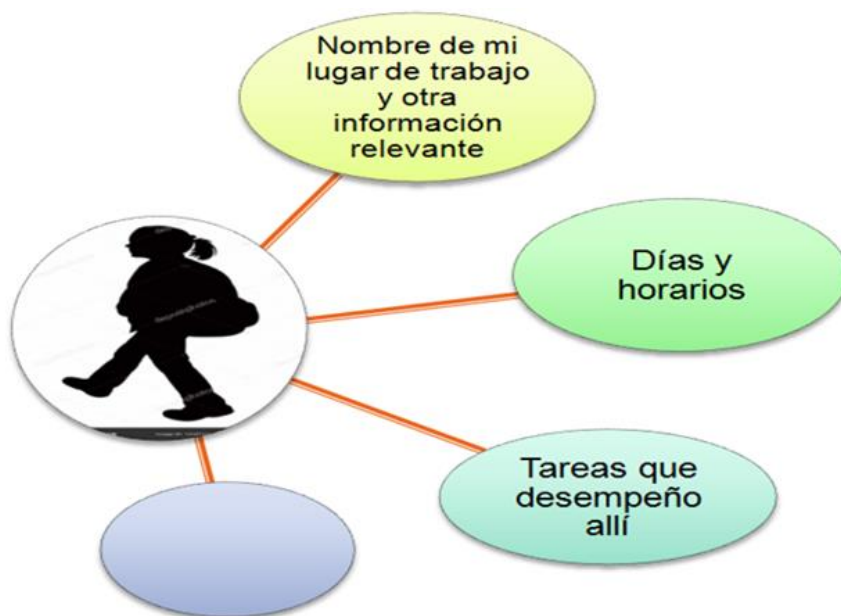 Nombre de mi
lugar de trabajo
y otra
información
relevante
Días y
horarios
Tareas que
desempeño
allí